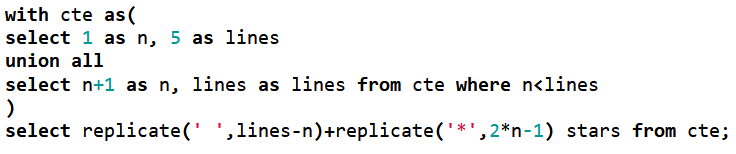 with cte as(
select 1 as n, 5 as lines
union all
select n+1 as n, lines as lines from cte where n<lines
)
select replicate(' ',lines-n)+replicate('*',2*n-1) stars from cte;